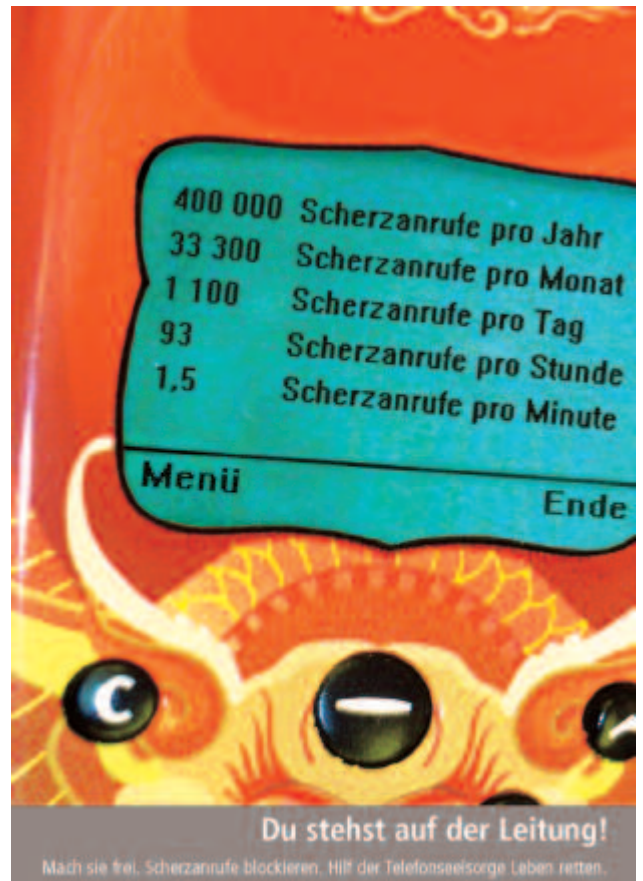 400 000 Scherzanrufe pro Jahr
33 300 Scherzanrufe pro Monat
1 100 Scherzanrufe pro Tag
93 Scherzanrufe pro Stunde
1,5 Scherzanrufe pro Minute
Menü Ende
C
Du stehst auf der Leitung!
Mach sie frei. Scherzanrufe blockieren. Hilf der Telefonseelsorge Leben retten.